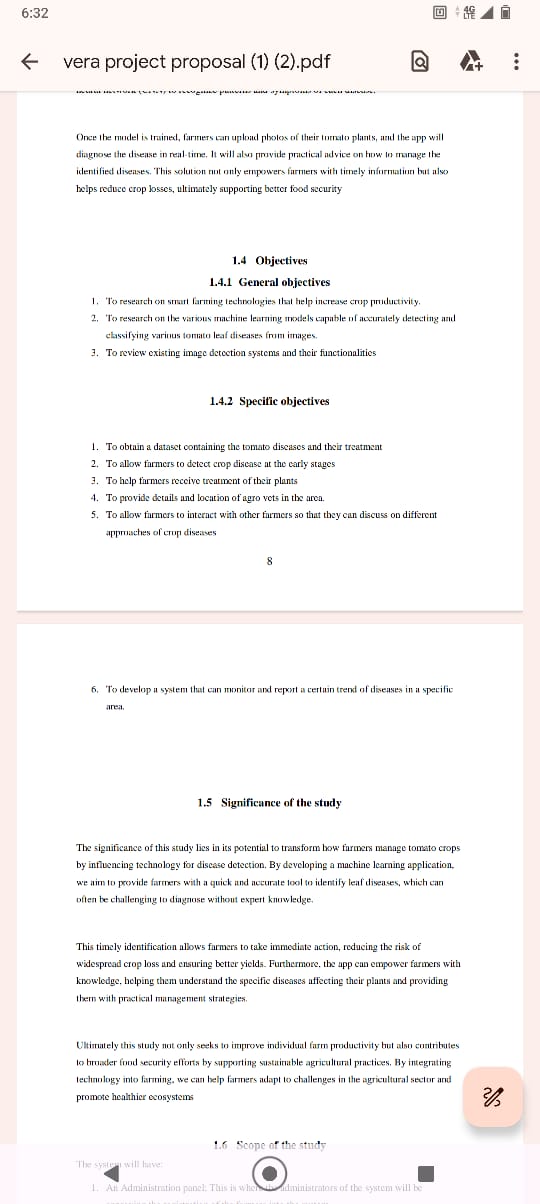 6:32
4G
LTE
vera project proposal (1) (2).pdf
Once the model is trained, farmers can upload photos of their tomato plants, and the app will
diagnose the disease in real-time. It will also provide practical advice on how to manage the
identified diseases. This solution not only empowers farmers with timely information but also
helps reduce crop losses, ultimately supporting better food security
1.4 Objectives
1.4.1 General objectives
1. To research on smart farming technologies that help increase crop productivity.
2. To research on the various machine learning models capable of accurately detecting and
classifying various tomato leaf diseases from images.
3. To review existing image detection systems and their functionalities
1.4.2 Specific objectives
1. To obtain a dataset containing the tomato diseases and their treatment
2. To allow farmers to detect crop disease at the early stages
3. To help farmers receive treatment of their plants
4. To provide details and location of agro vets in the area.
5. To allow farmers to interact with other farmers so that they can discuss on different
approaches of crop diseases
8
6. To develop a system that can monitor and report a certain trend of diseases in a specific
area.
1.5 Significance of the study
The significance of this study lies in its potential to transform how farmers manage tomato crops
by influencing technology for disease detection. By developing a machine learning application,
we aim to provide farmers with a quick and accurate tool to identify leaf diseases, which can
often be challenging to diagnose without expert knowledge.
This timely identification allows farmers to take immediate action, reducing the risk of
widespread crop loss and ensuring better yields. Furthermore, the app can empower farmers with
knowledge, helping them understand the specific diseases affecting their plants and providing
them with practical management strategies.
Ultimately this study not only seeks to improve individual farm productivity but also contributes
to broader food security efforts by supporting sustainable agricultural practices. By integrating
technology into farming, we can help farmers adapt to challenges in the agricultural sector and
promote healthier ecosystems
1.6 Scope of the study
The system will have:
1. An Administration panel: This is where the administrators of the system will be